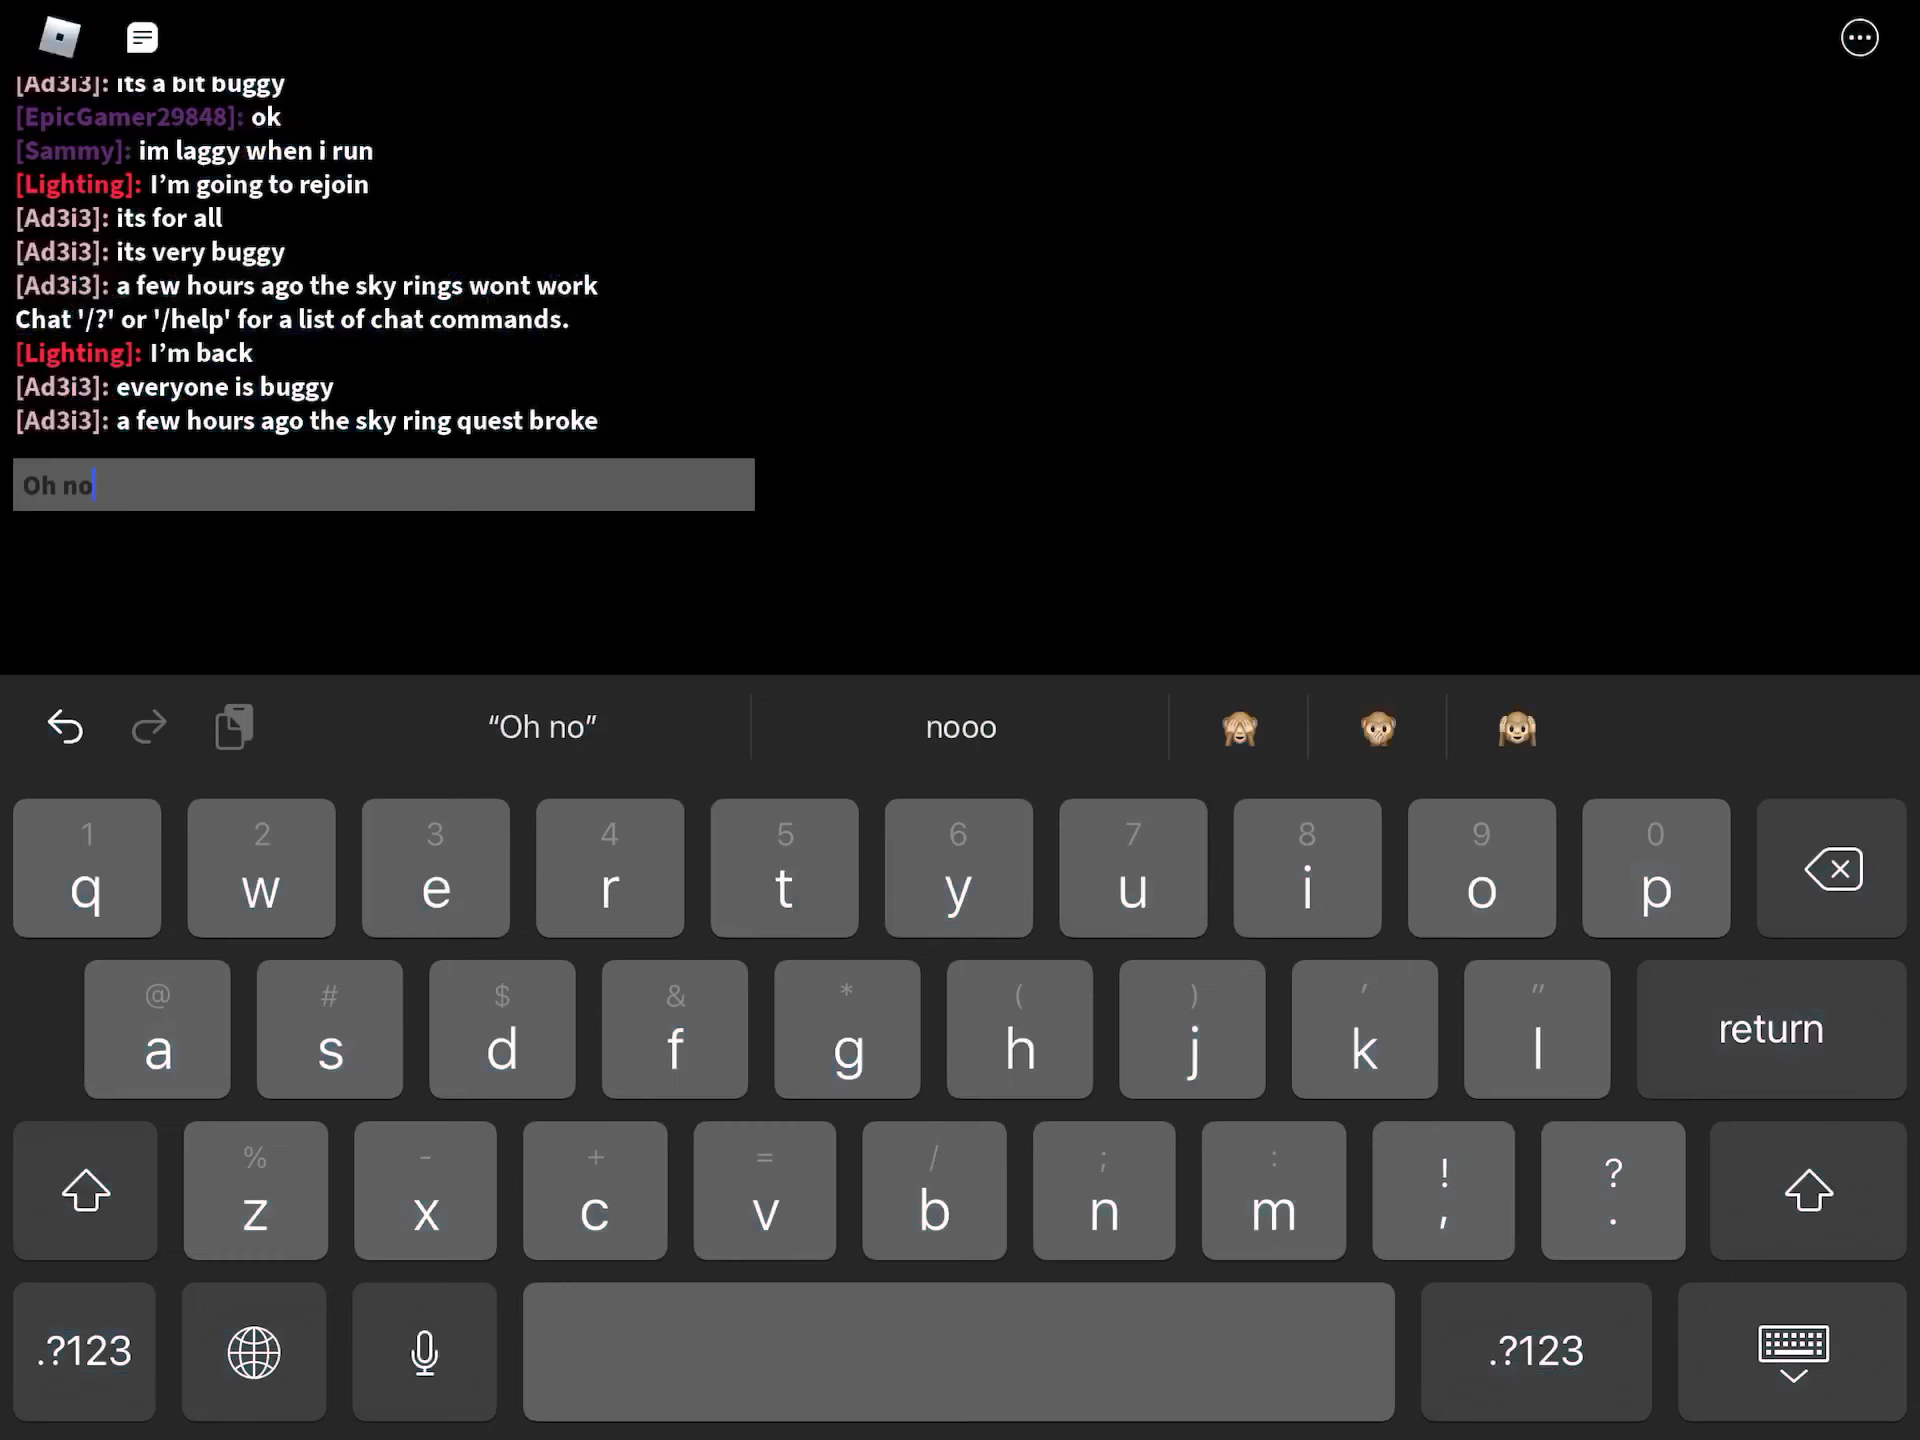 [Ad3i3]: its a bit buggy
[EpicGamer29848]: ok
[Sammy]: im laggy when i run
[Lighting]: I’m going to rejoin
[Ad3i3]: its for all
[Ad3i3]: its very buggy
[Ad3i3]: a few hours ago the sky rings wont work
Chat '/?' or '/help' for a list of chat commands.
[Lighting]: I’m back
[Ad3i3]: everyone is buggy
[Ad3i3]: a few hours ago the sky ring quest broke
Oh no
“Oh no” nooo
1 2 3 4 5 6 7 8 9 0
q w e r t y u i o p
@ # $ & * ( ) ' "
a s d f g h j k l return
% - + = / ; : ! ?
z x c v b n m , .
.?123 .?123